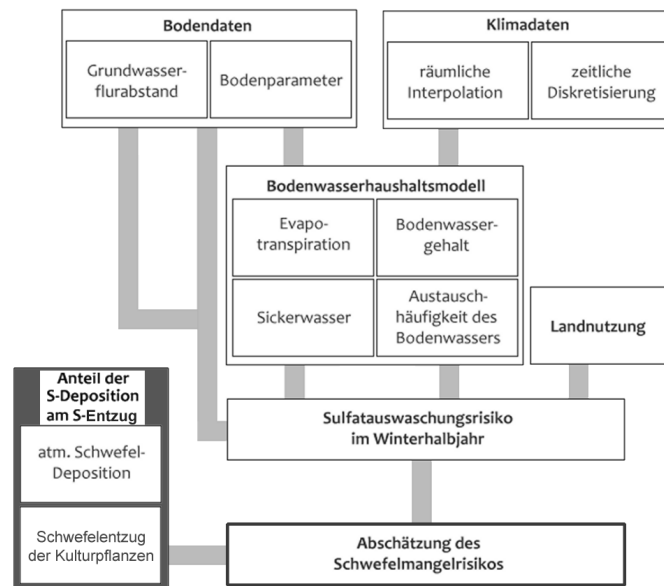 Bodendaten
Grundwasser-
flurabstand
Bodenparameter
Klimadaten
räumliche
Interpolation
zeitliche
Diskretisierung
Bodenwasserhaushaltsmodell
Evapo-
transpiration
Bodenwasser-
gehalt
Sickerwasser
Austausch-
häufigkeit des
Bodenwassers
Landnutzung
Anteil der
S-Deposition
am S-Entzug
atm. Schwefel-
Deposition
Schwefelentzug
der Kulturpflanzen
Sulfatauswaschungsrisiko
im Winterhalbjahr
Abschätzung des
Schwefelmangelrisikos